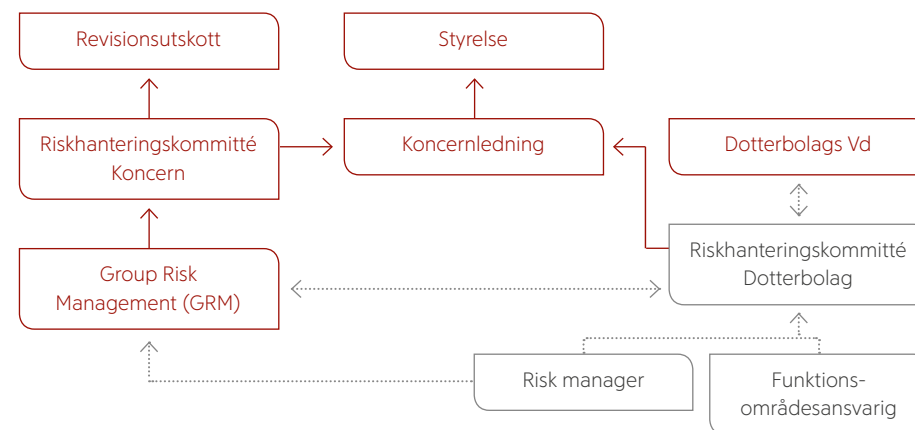 Revisionsutskott
Styrelse
Riskhanteringskommitté
Koncern
Koncernledning
Dotterbolags Vd
Group Risk
Management (GRM)
Riskhanteringskommitté
Dotterbolag
Risk manager
Funktions-
områdesansvarig